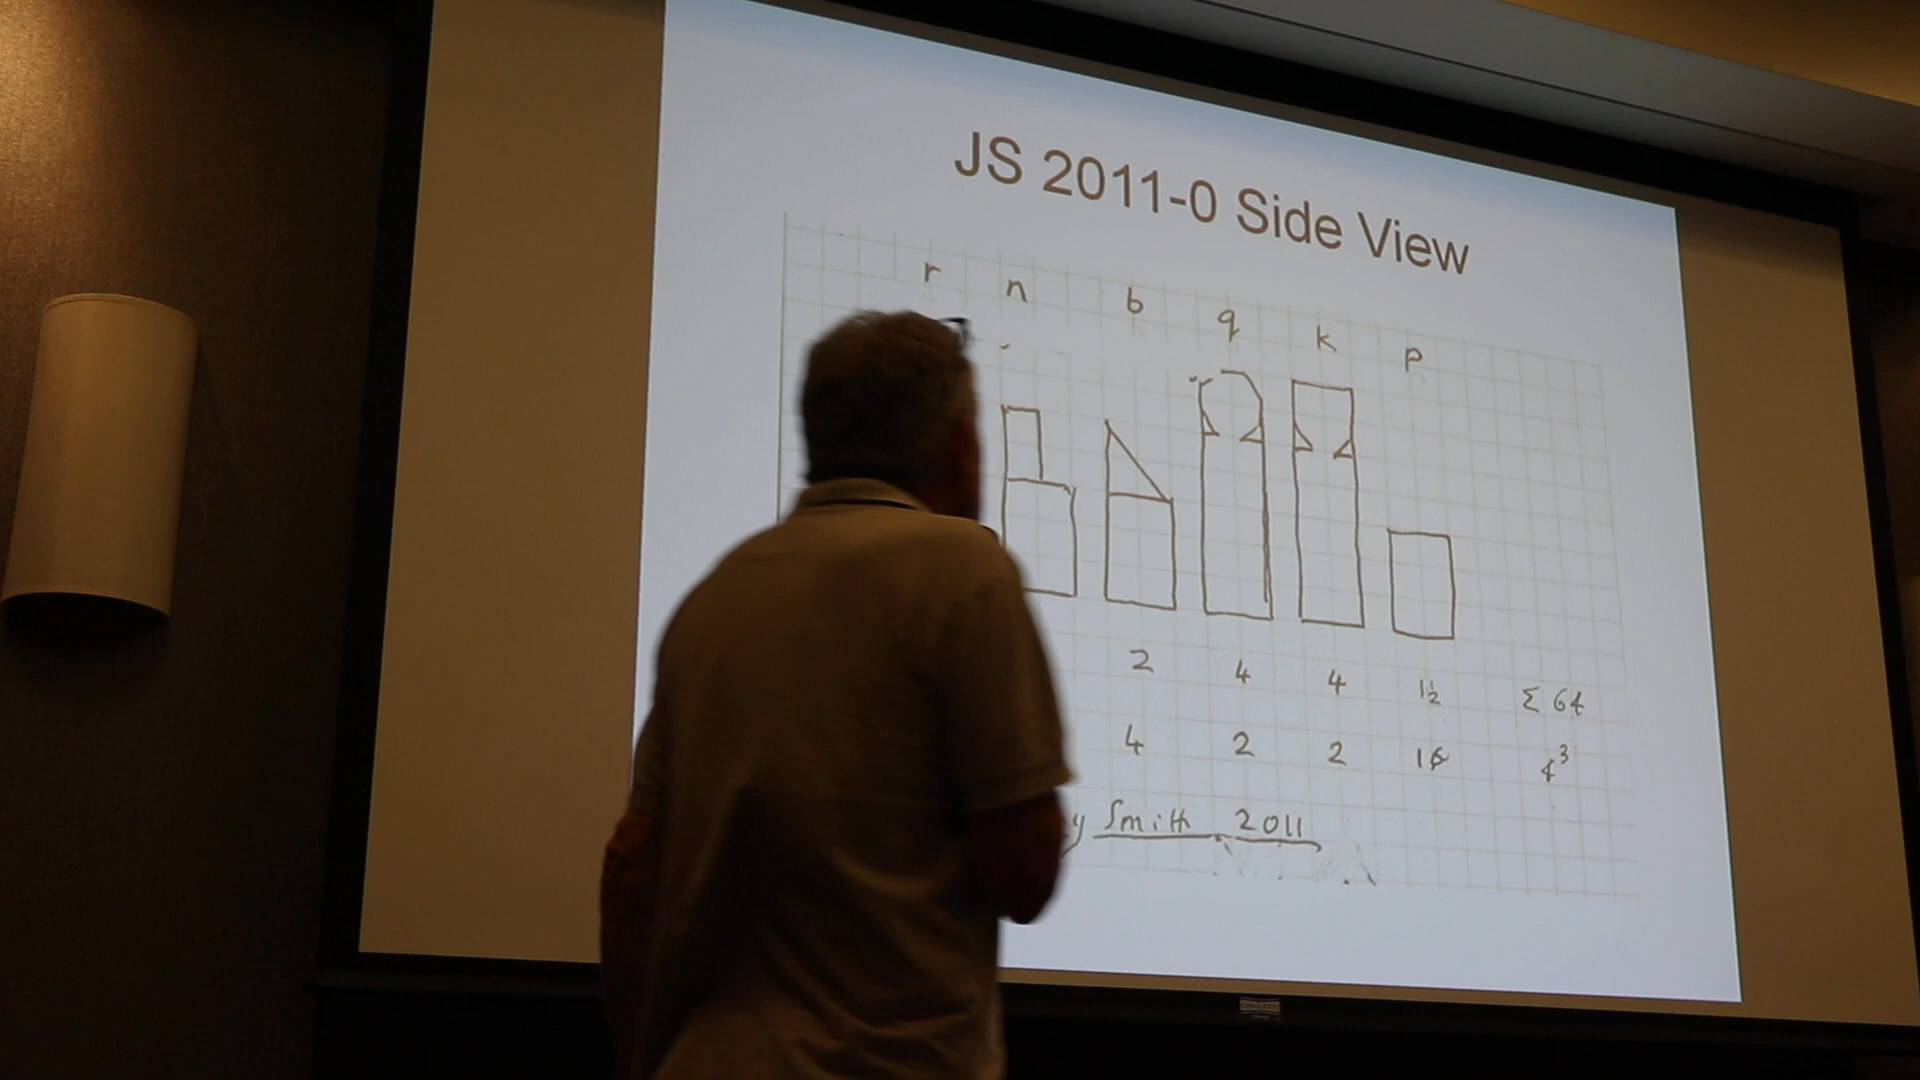 JS 2011-0 Side View
r n b q k p
2 4 4 1½ Σ 64
4 2 2 16 4³
y Smith 2011